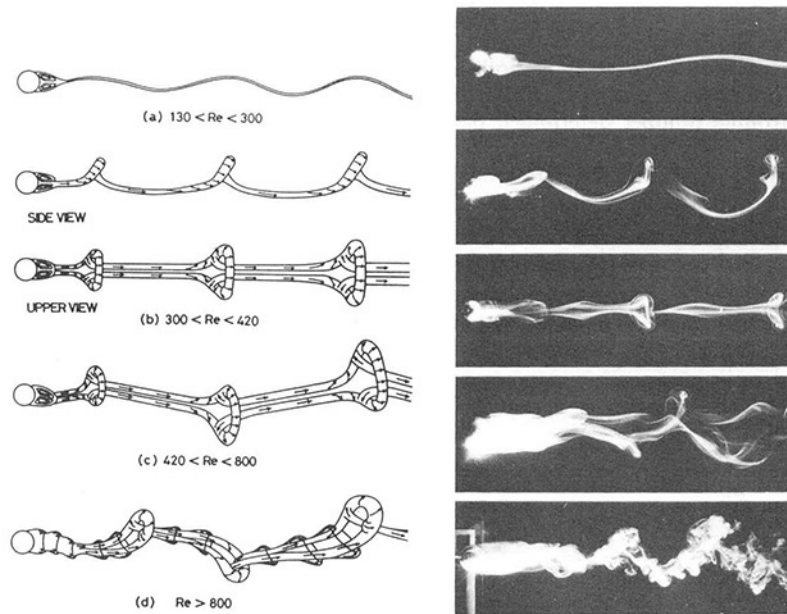 (a) 130 < Re < 300
SIDE VIEW
UPPER VIEW
(b) 300 < Re < 420
(c) 420 < Re < 800
(d) Re > 800